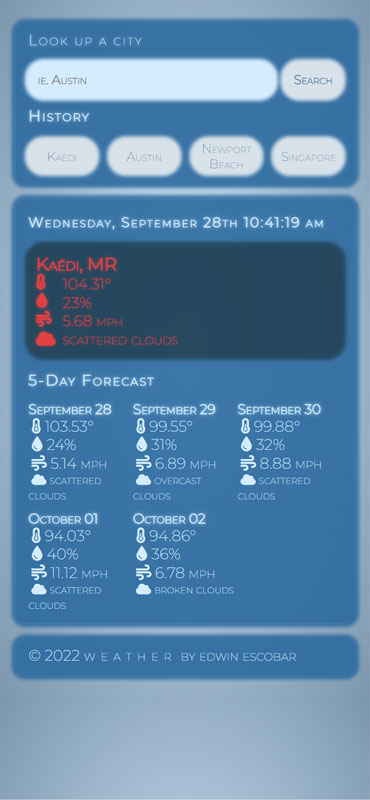 Look up a city
ie. Austin
Search
History
Kaedi
Austin
Newport
Beach
Singapore
Wednesday, September 28th 10:41:19 am
Kaédi, MR
104.31°
23%
5.68 mph
scattered clouds
5-Day Forecast
September 28
103.53°
24%
5.14 mph
scattered
clouds
September 29
99.55°
31%
6.89 mph
overcast
clouds
September 30
99.88°
32%
8.88 mph
scattered
clouds
October 01
94.03°
40%
11.12 mph
scattered
clouds
October 02
94.86°
36%
6.78 mph
broken clouds
© 2022 weather by edwin escobar